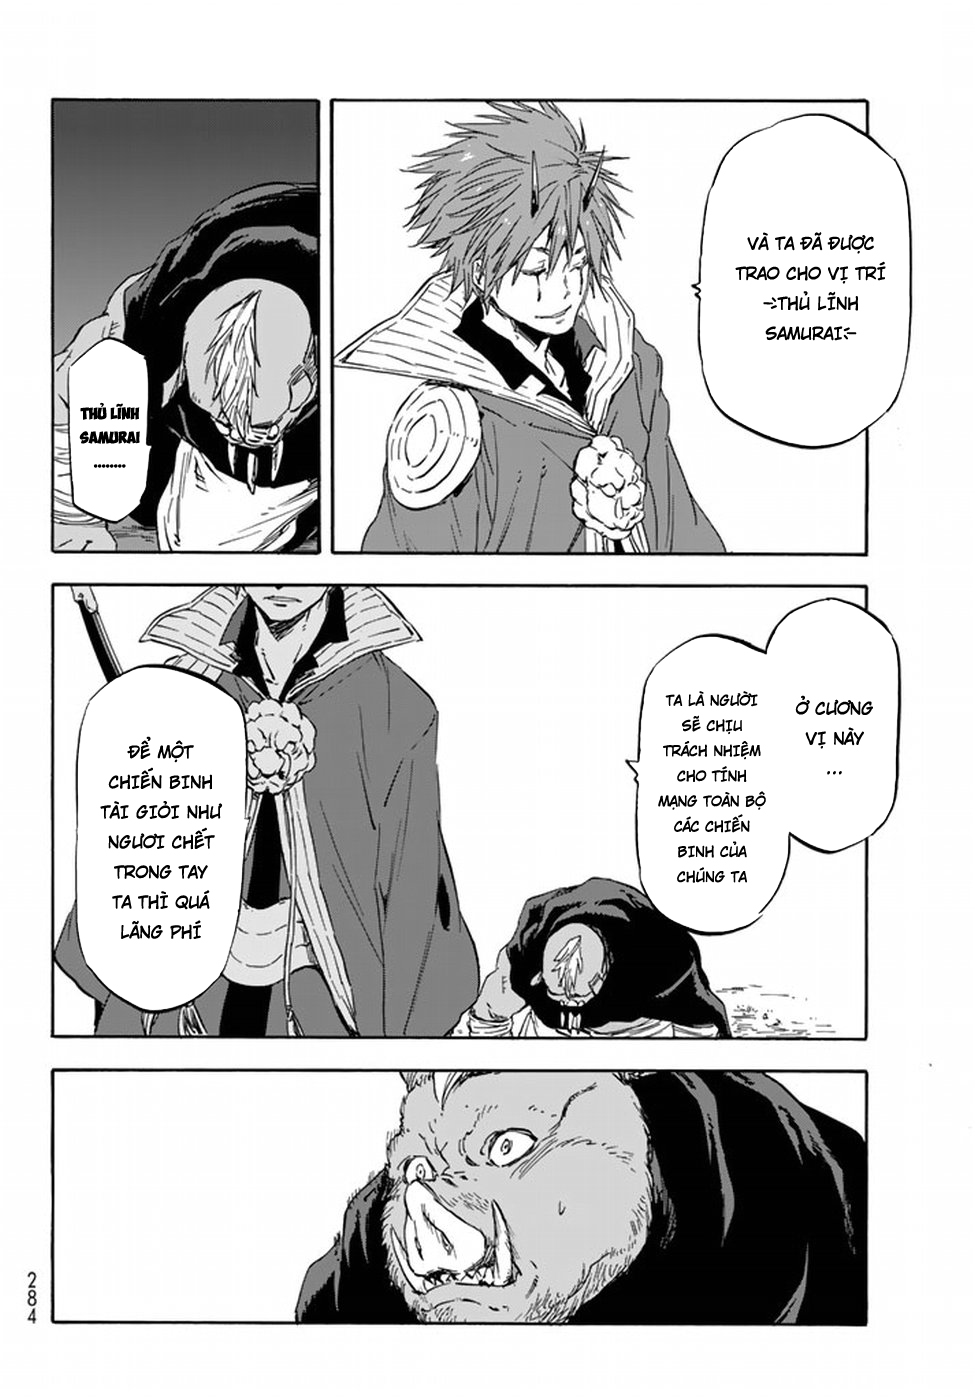 VÀ TA ĐÃ ĐƯỢC
TRAO CHO VỊ TRÍ
->THỦ LĨNH
SAMURAI:-
THỦ LĨNH
SAMURAI
........
Ở CƯƠNG
VỊ NÀY
...
TA LÀ NGƯỜI
SẼ CHỊU
TRÁCH NHIỆM
CHO TÍNH
MẠNG TOÀN BỘ
CÁC CHIẾN
BINH CỦA
CHÚNG TA
ĐỂ MỘT
CHIẾN BINH
TÀI GIỎI NHƯ
NGƯƠI CHẾT
TRONG TAY
TA THÌ QUÁ
LÃNG PHÍ
284